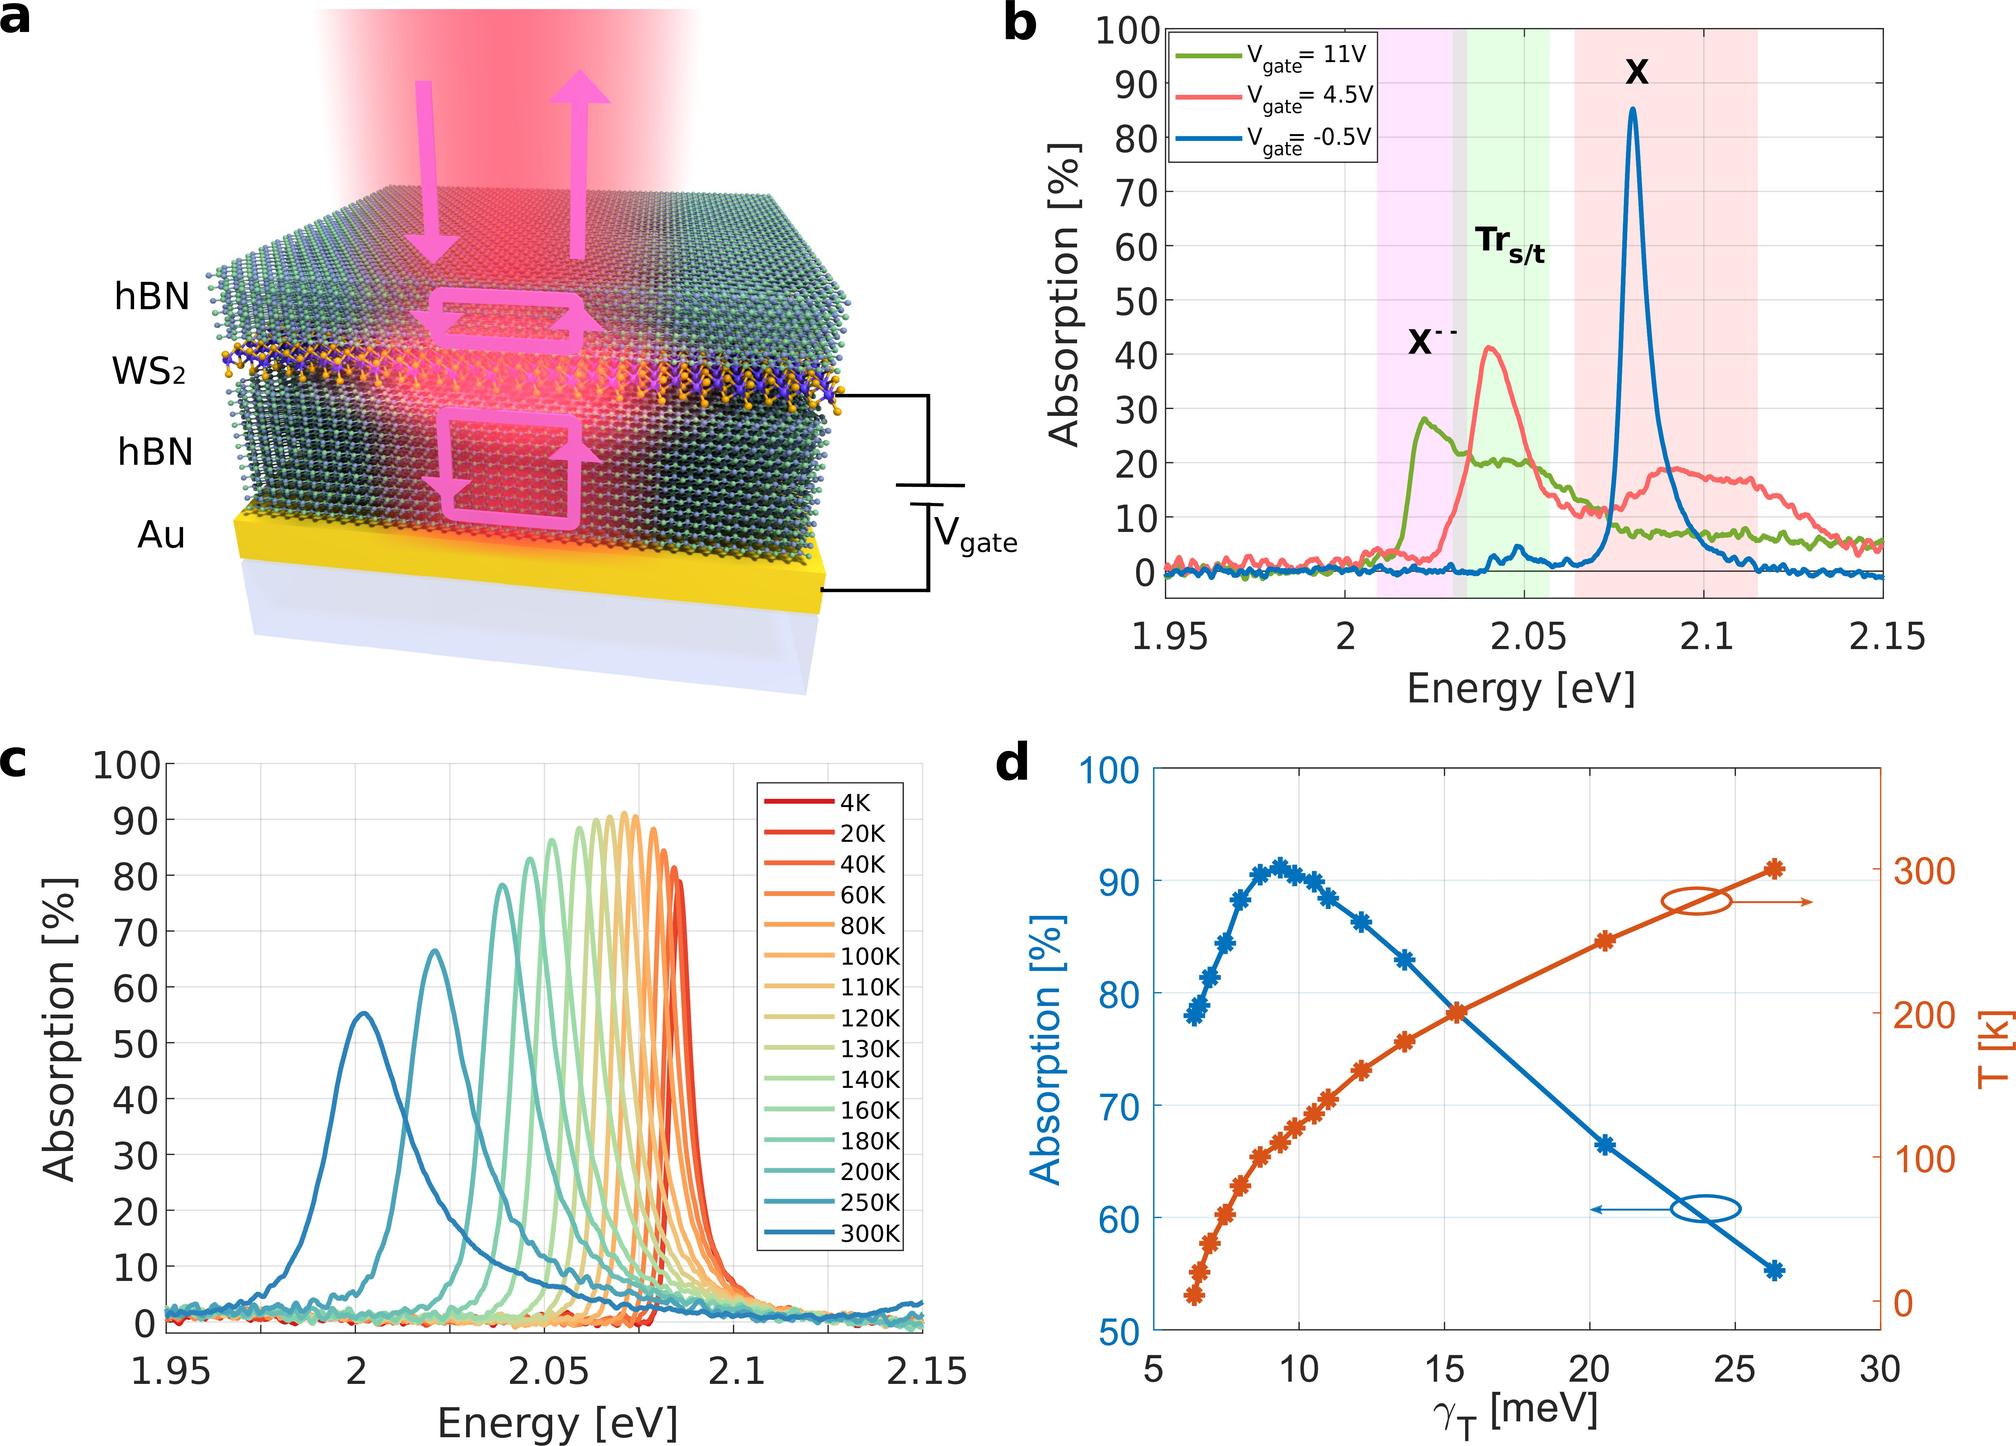 a
hBN
WS2
hBN
Au
Vgate
b
100
90
80
70
60
50
40
30
20
10
0
Absorption [%]
Vgate= 11V
Vgate= 4.5V
Vgate= -0.5V
X
Trs/t
X--
1.95 2 2.05 2.1 2.15
Energy [eV]
c
100
90
80
70
60
50
40
30
20
10
0
Absorption [%]
4K
20K
40K
60K
80K
100K
110K
120K
130K
140K
160K
180K
200K
250K
300K
1.95 2 2.05 2.1 2.15
Energy [eV]
d
100
90
80
70
60
50
Absorption [%]
300
200
100
0
T [k]
5 10 15 20 25 30
γT [meV]